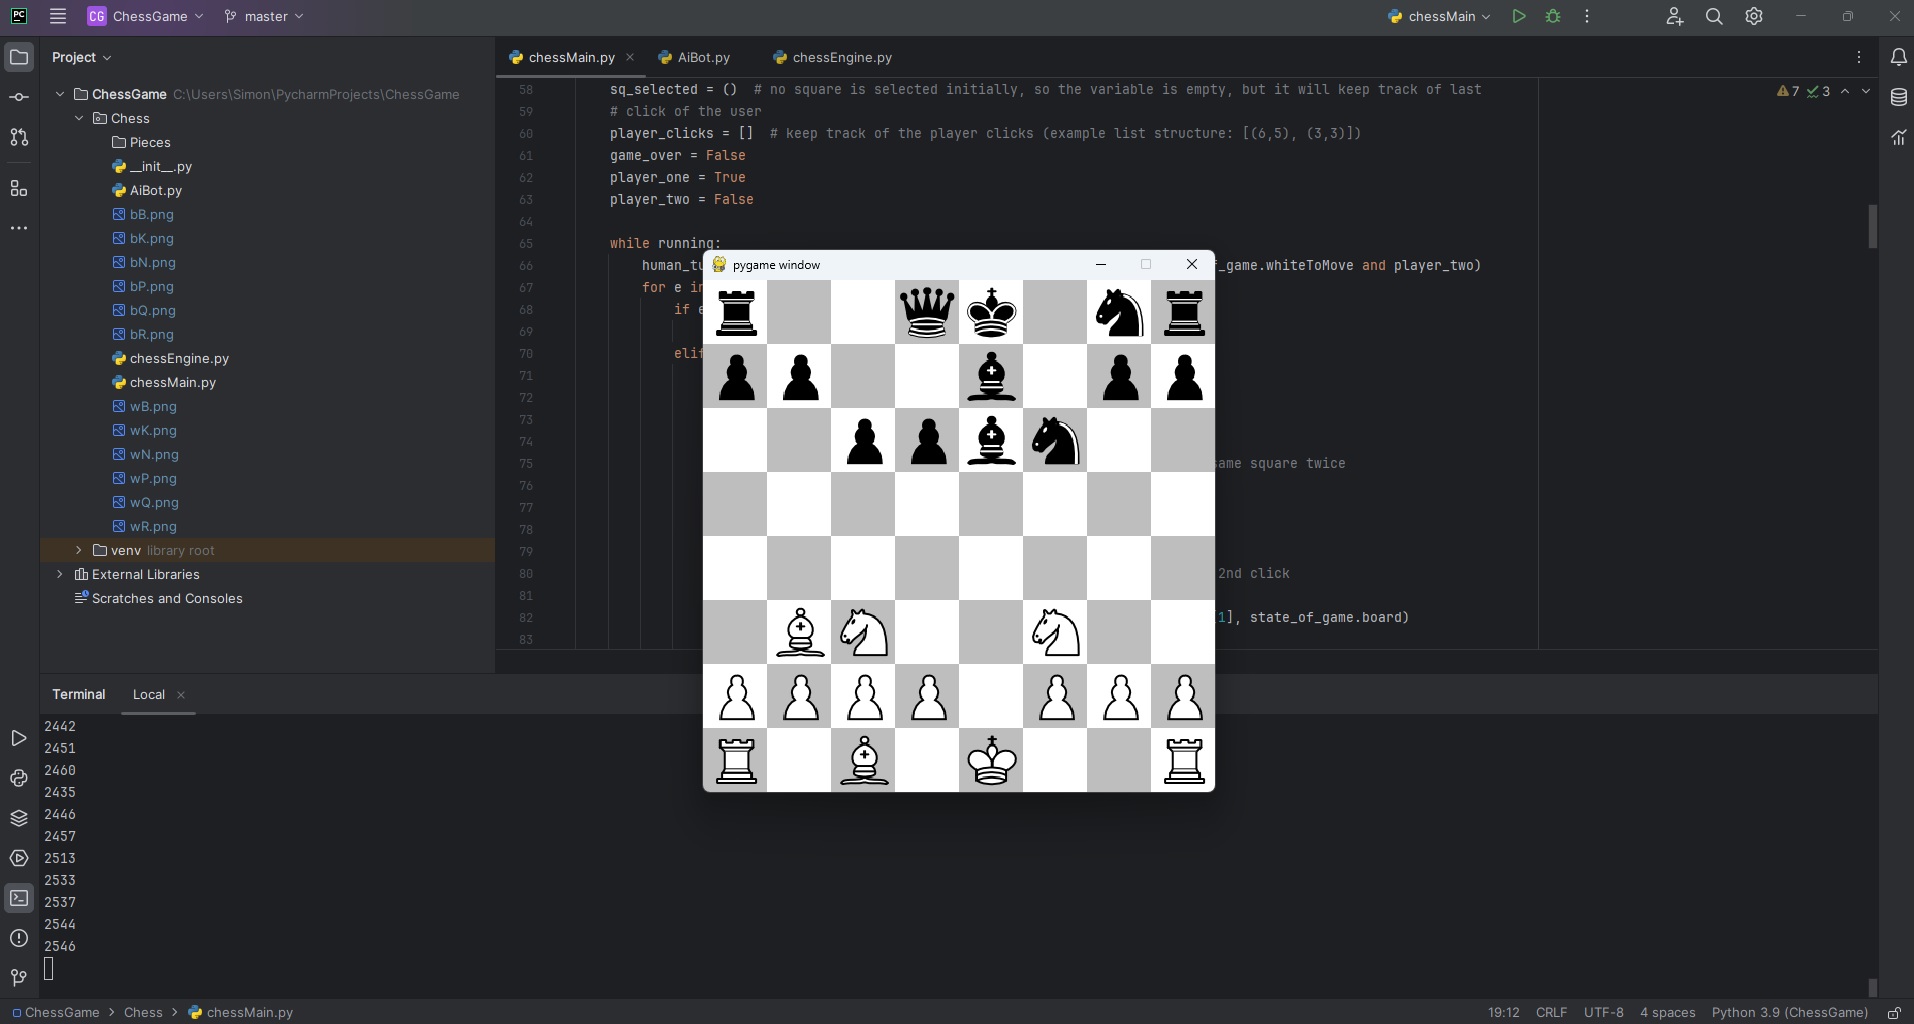 PC CG ChessGame master chessMain
Project
chessMain.py AiBot.py chessEngine.py
ChessGame C:\Users\Simon\PycharmProjects\ChessGame
Chess
Pieces
__init__.py
AiBot.py
bB.png
bK.png
bN.png
bP.png
bQ.png
bR.png
chessEngine.py
chessMain.py
wB.png
wK.png
wN.png
wP.png
wQ.png
wR.png
venv library root
External Libraries
Scratches and Consoles
7 3
58 sq_selected = () # no square is selected initially, so the variable is empty, but it will keep track of last
59 # click of the user
60 player_clicks = [] # keep track of the player clicks (example list structure: [(6,5), (3,3)])
61 game_over = False
62 player_one = True
63 player_two = False
64
65 while running:
66 human_tu _game.whiteToMove and player_two)
67 for e in
68 if e
69
70 elif
71
72
73
74
75 ame square twice
76
77
78
79
80 2nd click
81
82 1], state_of_game.board)
83
pygame window
Terminal Local
2442
2451
2460
2435
2446
2457
2513
2533
2537
2544
2546
ChessGame > Chess > chessMain.py
19:12 CRLF UTF-8 4 spaces Python 3.9 (ChessGame)